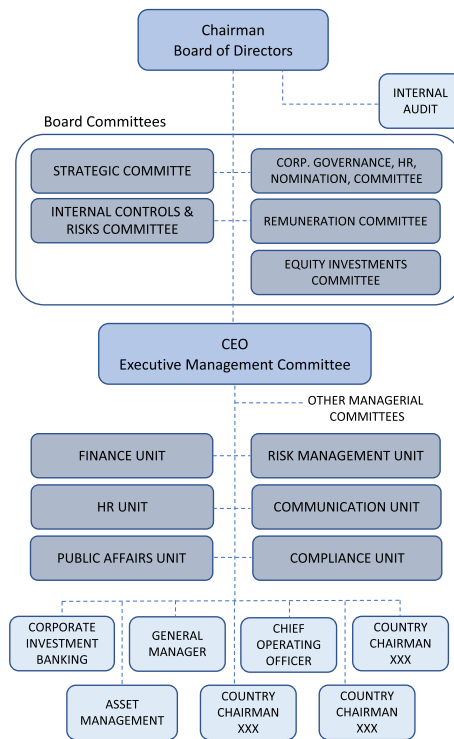 Chairman
Board of Directors
INTERNAL
AUDIT
Board Committees
STRATEGIC COMMITTE
CORP. GOVERNANCE, HR,
NOMINATION, COMMITTEE
INTERNAL CONTROLS &
RISKS COMMITTEE
REMUNERATION COMMITTEE
EQUITY INVESTMENTS
COMMITTEE
CEO
Executive Management Committee
OTHER MANAGERIAL
COMMITTEES
FINANCE UNIT
RISK MANAGEMENT UNIT
HR UNIT
COMMUNICATION UNIT
PUBLIC AFFAIRS UNIT
COMPLIANCE UNIT
CORPORATE
INVESTMENT
BANKING
GENERAL
MANAGER
CHIEF
OPERATING
OFFICER
COUNTRY
CHAIRMAN
XXX
ASSET
MANAGEMENT
COUNTRY
CHAIRMAN
XXX
COUNTRY
CHAIRMAN
XXX